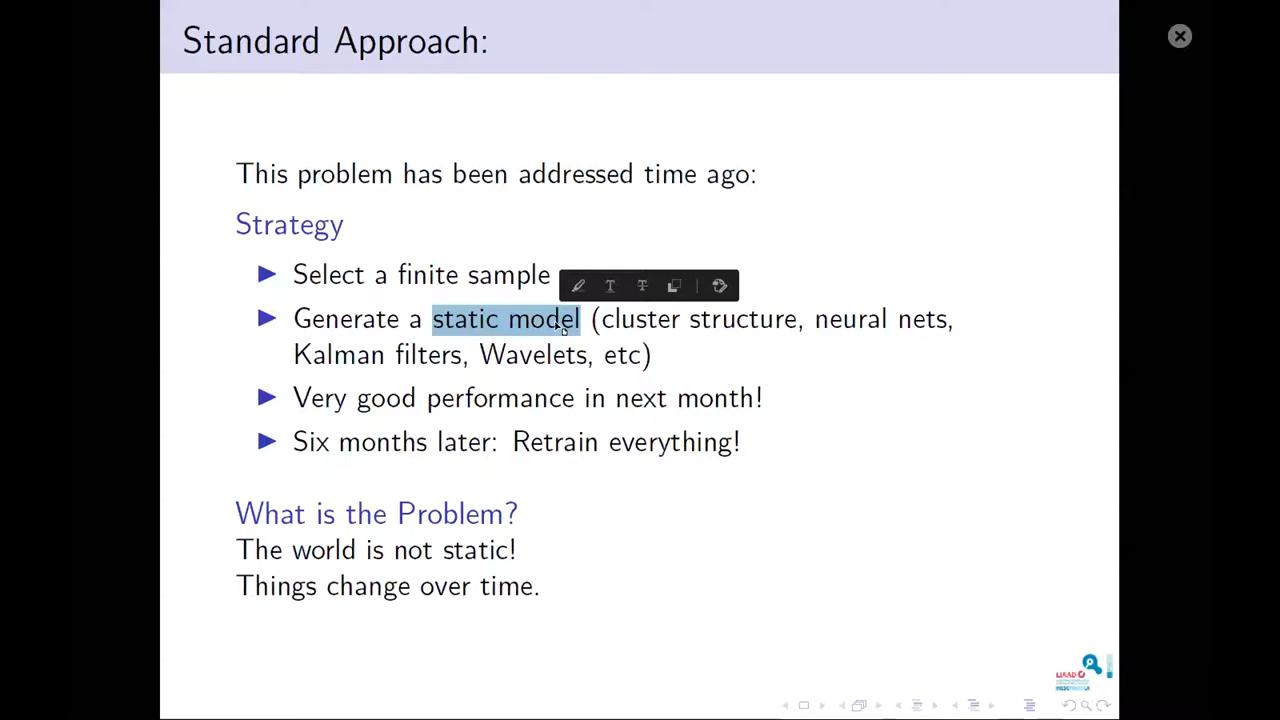 Standard Approach:
This problem has been addressed time ago:
Strategy
Select a finite sample
Generate a static model (cluster structure, neural nets,
Kalman filters, Wavelets, etc)
Very good performance in next month!
Six months later: Retrain everything!
What is the Problem?
The world is not static!
Things change over time.
LIAAD